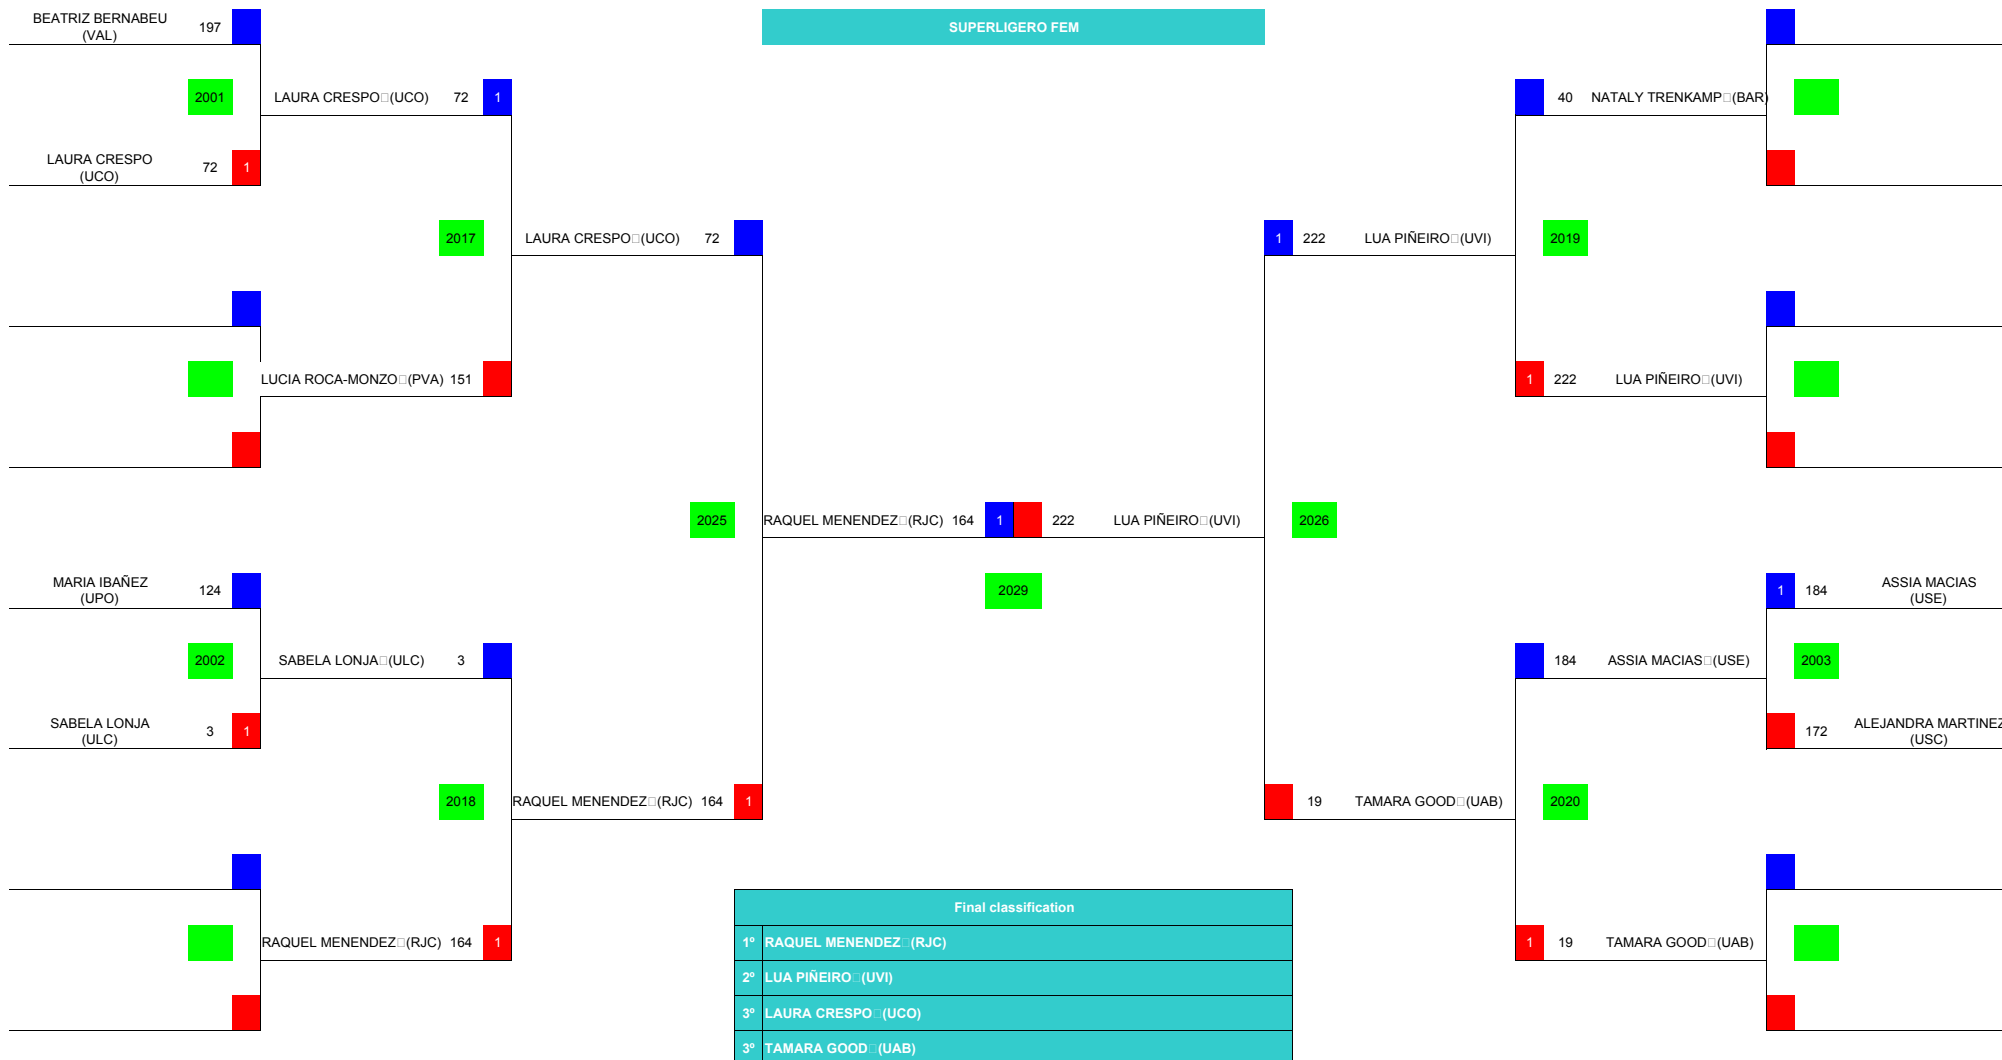 BEATRIZ BERNABEU
(VAL) 197
SUPERLIGERO FEM
2001
LAURA CRESPO□(UCO) 72 1
40 NATALY TRENKAMP□(BAR)
LAURA CRESPO
(UCO) 72 1
2017
LAURA CRESPO□(UCO) 72
1 222 LUA PIÑEIRO□(UVI)
2019
LUCIA ROCA-MONZO□(PVA) 151
1 222 LUA PIÑEIRO□(UVI)
2025
RAQUEL MENENDEZ□(RJC) 164 1
222 LUA PIÑEIRO□(UVI)
2026
MARIA IBAÑEZ
(UPO) 124
2029
1 184 ASSIA MACIAS
(USE)
2002
SABELA LONJA□(ULC) 3
184 ASSIA MACIAS□(USE)
2003
SABELA LONJA
(ULC) 3 1
172 ALEJANDRA MARTINEZ
(USC)
2018
RAQUEL MENENDEZ□(RJC) 164 1
19 TAMARA GOOD□(UAB)
2020
RAQUEL MENENDEZ□(RJC) 164 1
1 19 TAMARA GOOD□(UAB)
Final classification
1º RAQUEL MENENDEZ□(RJC)
2º LUA PIÑEIRO□(UVI)
3º LAURA CRESPO□(UCO)
3º TAMARA GOOD□(UAB)